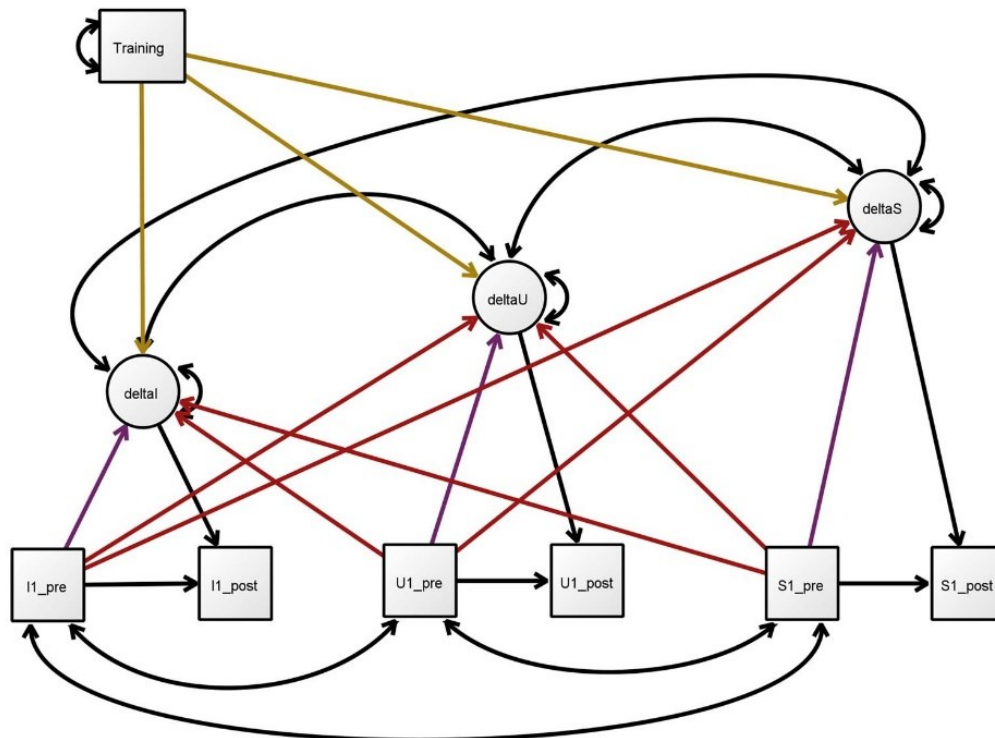 Training
deltaS
deltaU
deltaI
I1_pre
I1_post
U1_pre
U1_post
S1_pre
S1_post